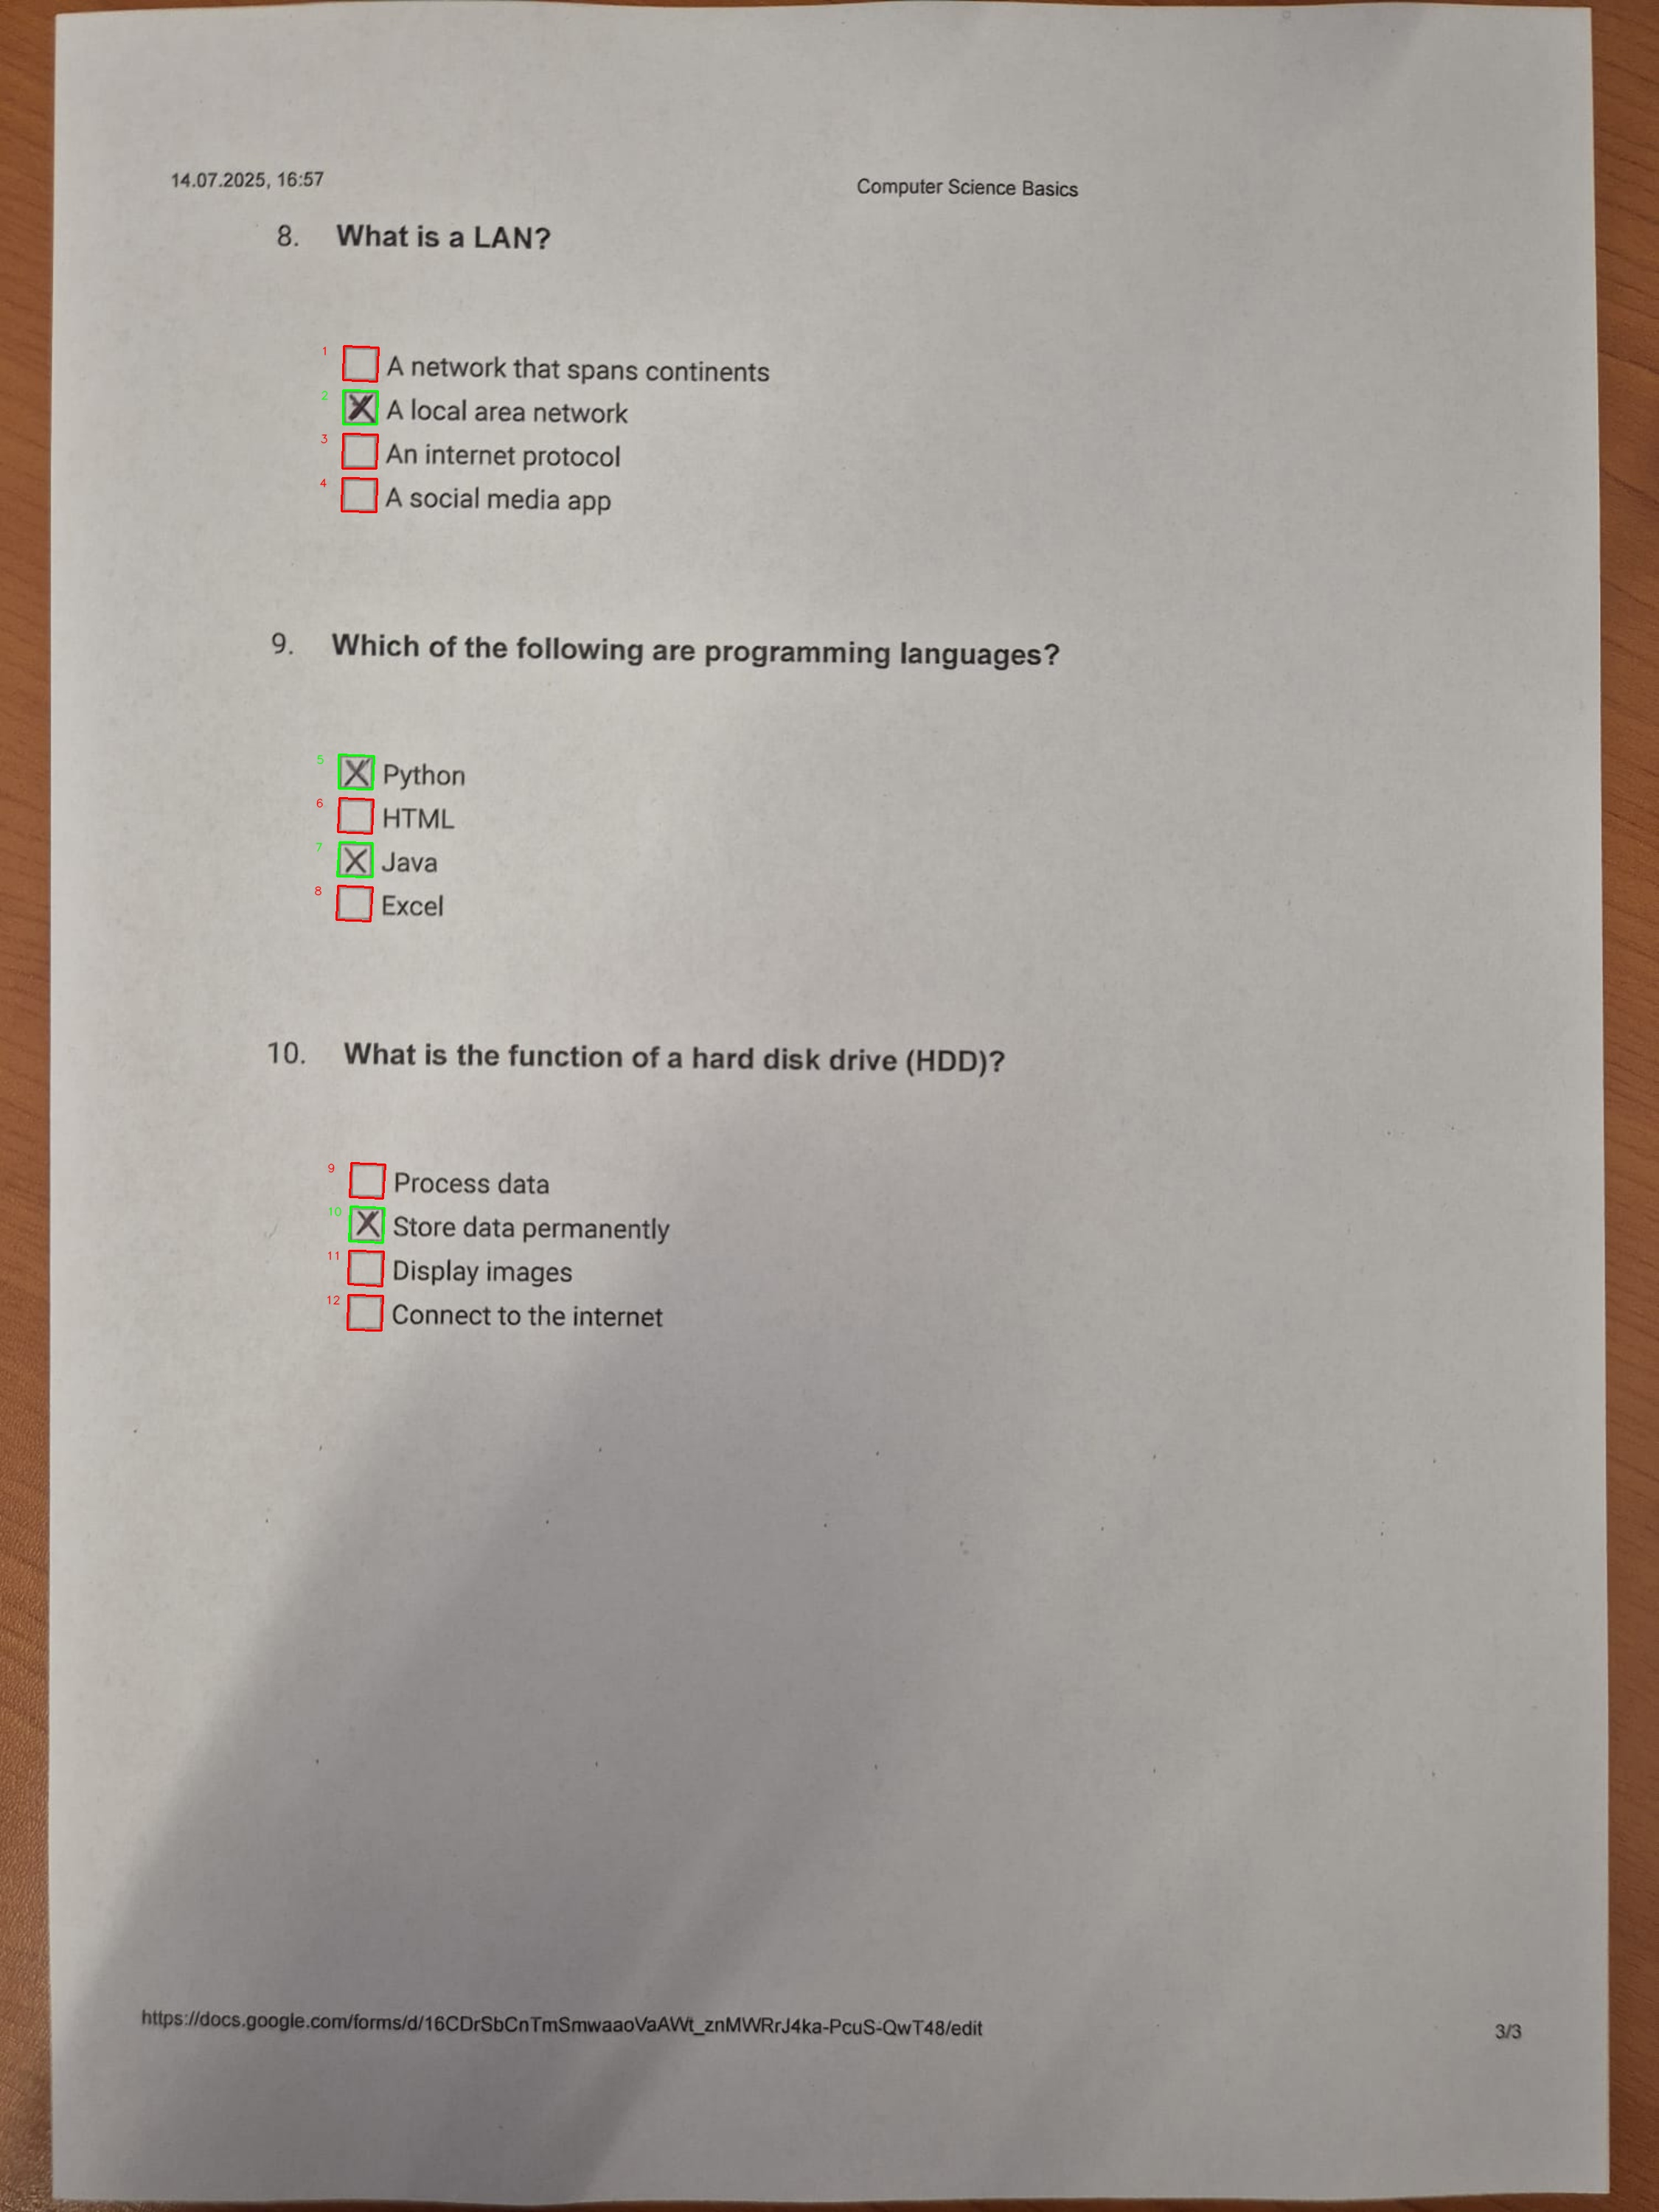 14.07.2025, 16:57
Computer Science Basics
8. What is a LAN?
1 A network that spans continents
2 X A local area network
3 An internet protocol
4 A social media app
9. Which of the following are programming languages?
5 X Python
6 HTML
7 X Java
8 Excel
10. What is the function of a hard disk drive (HDD)?
9 Process data
10 X Store data permanently
11 Display images
12 Connect to the internet
https://docs.google.com/forms/d/16CDrSbCnTmSmwaaoVaAWt_znMWRrJ4ka-PcuS-QwT48/edit
3/3